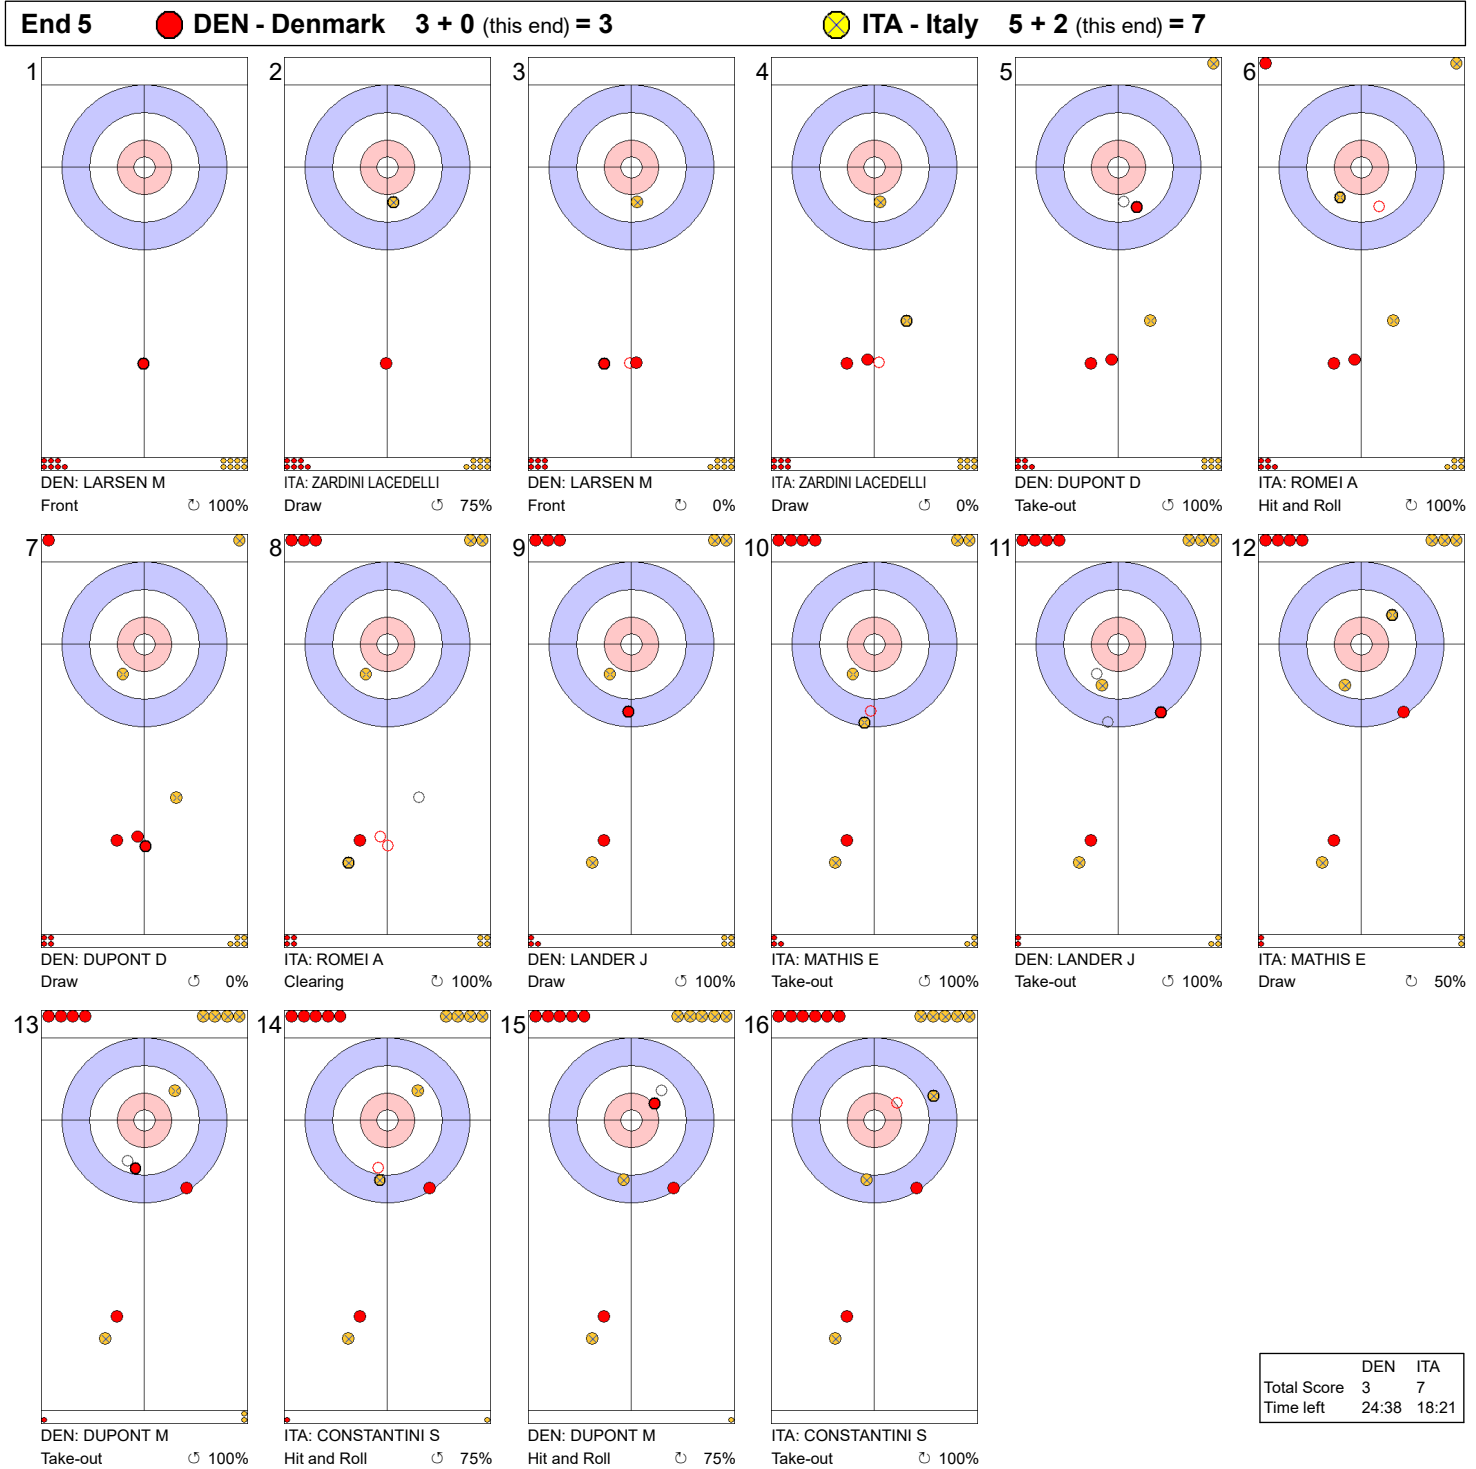 End 5 DEN - Denmark 3 + 0 (this end) = 3 ITA - Italy 5 + 2 (this end) = 7
1 2 3 4 5 6
DEN: LARSEN M ITA: ZARDINI LACEDELLI DEN: LARSEN M ITA: ZARDINI LACEDELLI DEN: DUPONT D ITA: ROMEI A
Front ↻ 100% Draw ↺ 75% Front ↻ 0% Draw ↺ 0% Take-out ↻ 100% Hit and Roll ↻ 100%
7 8 9 10 11 12
DEN: DUPONT D ITA: ROMEI A DEN: LANDER J ITA: MATHIS E DEN: LANDER J ITA: MATHIS E
Draw ↺ 0% Clearing ↻ 100% Draw ↺ 100% Take-out ↺ 100% Take-out ↺ 100% Draw ↻ 50%
13 14 15 16
DEN: DUPONT M ITA: CONSTANTINI S DEN: DUPONT M ITA: CONSTANTINI S
Take-out ↺ 100% Hit and Roll ↺ 75% Hit and Roll ↻ 75% Take-out ↻ 100%
DEN ITA
Total Score 3 7
Time left 24:38 18:21